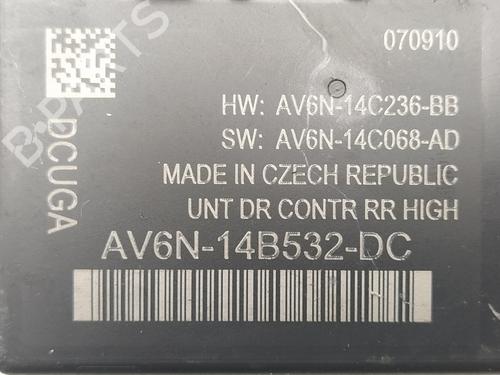 070910
HW: AV6N-14C236-BB
SW: AV6N-14C068-AD
MADE IN CZECH REPUBLIC
UNT DR CONTR RR HIGH
AV6N-14B532-DC
DCUGA
B-PARTS